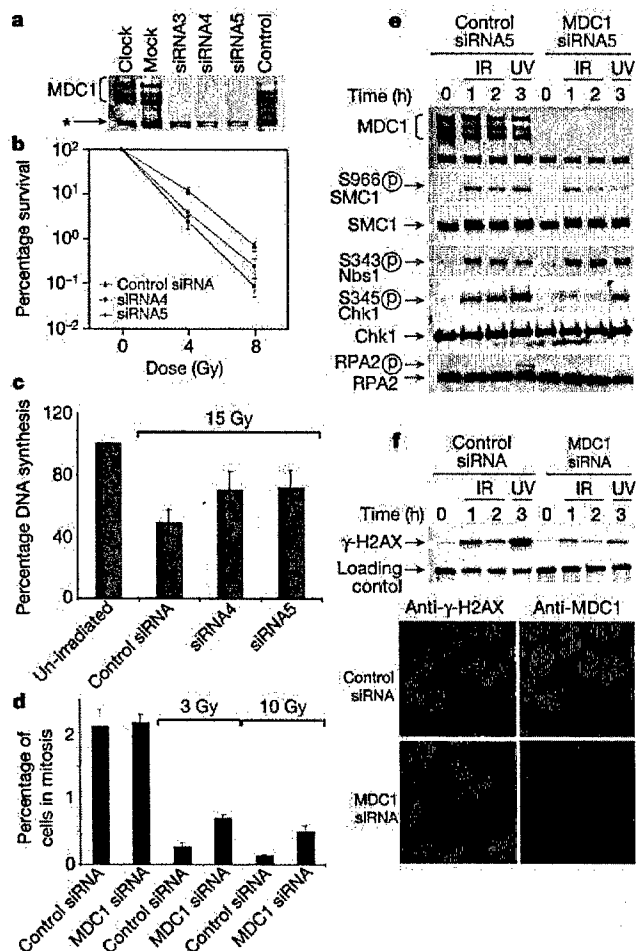 a
Clock
Mock
siRNA3
siRNA4
siRNA5
Control
MDC1
*
b
Percentage survival
10²
10¹
10⁰
10⁻¹
10⁻²
Control siRNA
siRNA4
siRNA5
0
4
8
Dose (Gy)
c
Percentage DNA synthesis
120
80
40
0
15 Gy
Un-irradiated
Control siRNA
siRNA4
siRNA5
d
Percentage of
cells in mitosis
2
1
0
3 Gy
10 Gy
Control siRNA
MDC1 siRNA
Control siRNA
MDC1 siRNA
Control siRNA
MDC1 siRNA
e
Control MDC1
siRNA5 siRNA5
IR UV IR UV
Time (h) 0 1 2 3 0 1 2 3
MDC1
S966 P
SMC1
SMC1
S343 P
Nbs1
S345 P
Chk1
Chk1
RPA2 P
RPA2
f
Control MDC1
siRNA siRNA
IR UV IR UV
Time (h) 0 1 2 3 0 1 2 3
γ-H2AX
Loading
contol
Anti-γ-H2AX Anti-MDC1
Control
siRNA
MDC1
siRNA